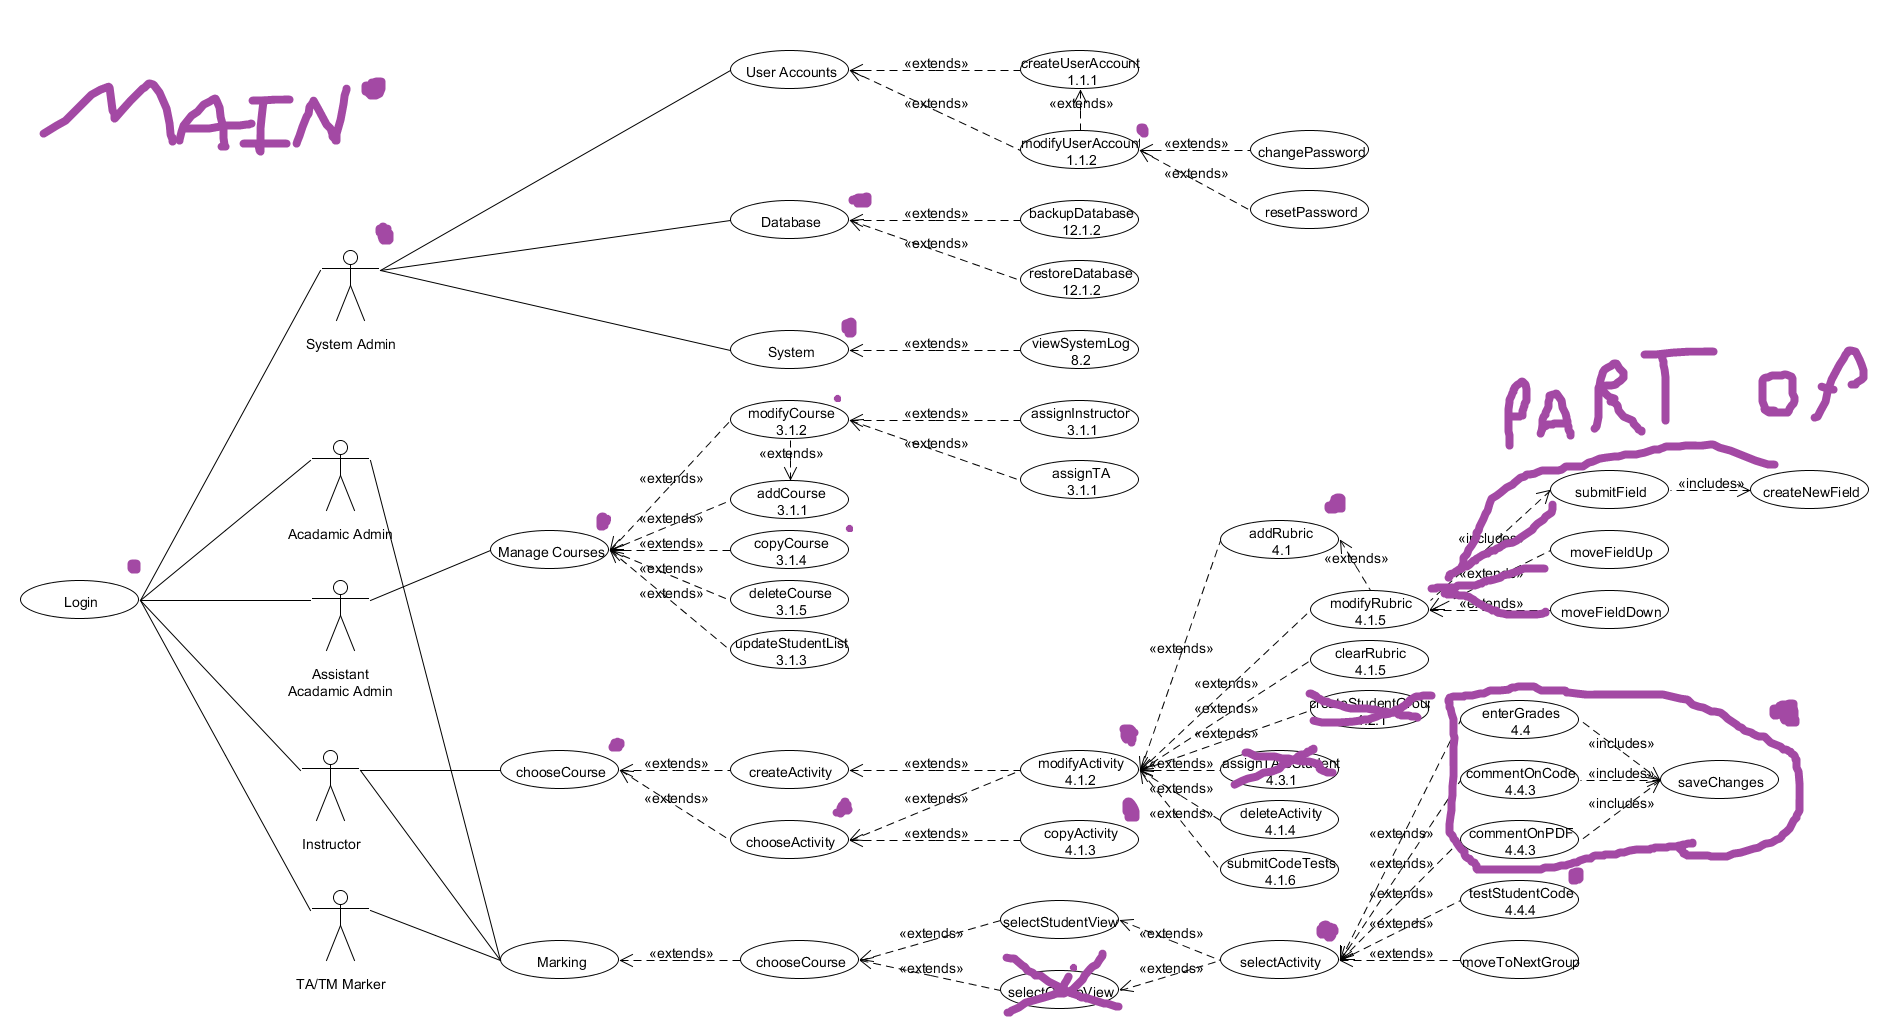 MAIN
User Accounts
«extends»
createUserAccount
1.1.1
«extends»
«extends»
modifyUserAccount
1.1.2
«extends»
changePassword
«extends»
resetPassword
Database
«extends»
backupDatabase
12.1.2
«extends»
restoreDatabase
12.1.2
System Admin
System
«extends»
viewSystemLog
8.2
PART OF
modifyCourse
3.1.2
«extends»
assignInstructor
3.1.1
«extends»
«extends»
assignTA
3.1.1
«extends»
addCourse
3.1.1
«extends»
Acadamic Admin
Manage Courses
«extends»
copyCourse
3.1.4
«extends»
deleteCourse
3.1.5
«extends»
updateStudentList
3.1.3
Login
Assistant
Acadamic Admin
submitField
«includes»
createNewField
addRubric
4.1
«extends»
«includes»
moveFieldUp
«extends»
modifyRubric
4.1.5
«extends»
moveFieldDown
«extends»
clearRubric
4.1.5
«extends»
«extends»
createStudentGroup
4.2.1
chooseCourse
«extends»
createActivity
«extends»
modifyActivity
4.1.2
«extends»
4.3.1
«extends»
«extends»
chooseActivity
«extends»
copyActivity
4.1.3
«extends»
deleteActivity
4.1.4
«extends»
submitCodeTests
4.1.6
Instructor
enterGrades
4.4
«includes»
commentOnCode
4.4.3
«includes»
saveChanges
«includes»
commentOnPDF
4.4.3
«extends»
«extends»
«extends»
testStudentCode
4.4.4
«extends»
TA/TM Marker
Marking
«extends»
chooseCourse
«extends»
selectStudentView
«extends»
«extends»
selectGroupView
«extends»
selectActivity
«extends»
moveToNextGroup